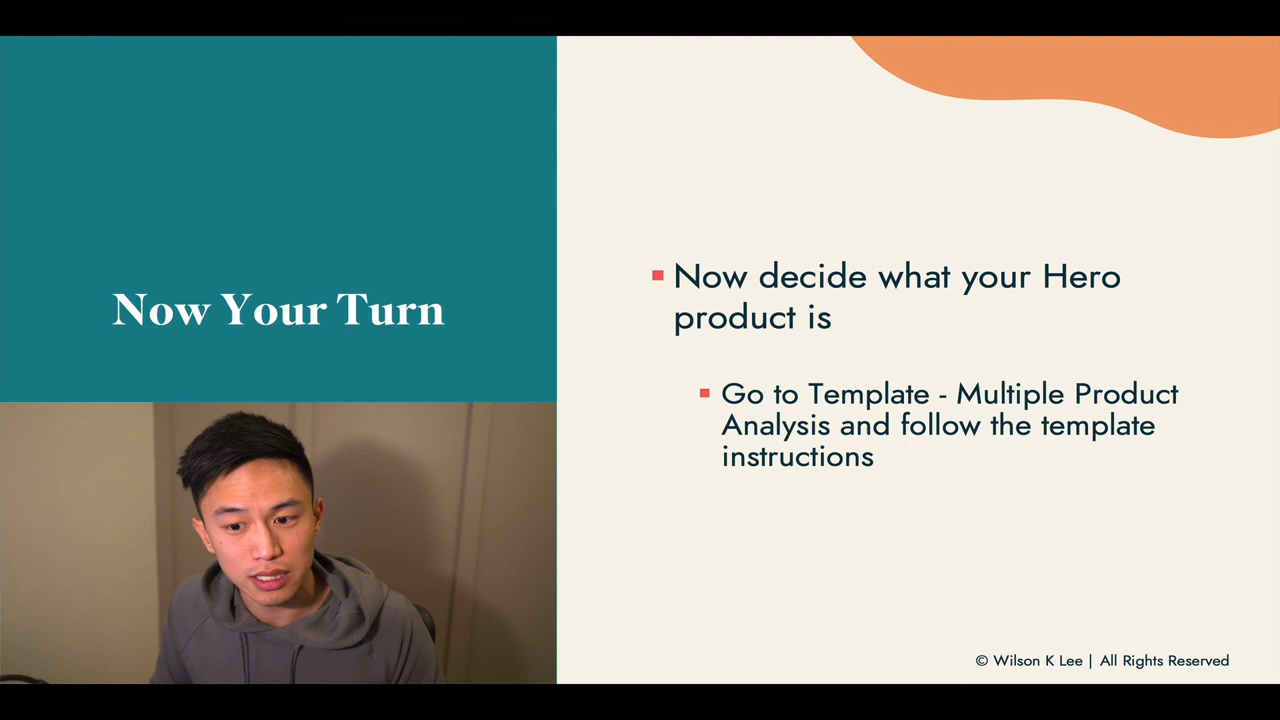 Now Your Turn
Now decide what your Hero
product is
Go to Template - Multiple Product
Analysis and follow the template
instructions
© Wilson K Lee | All Rights Reserved